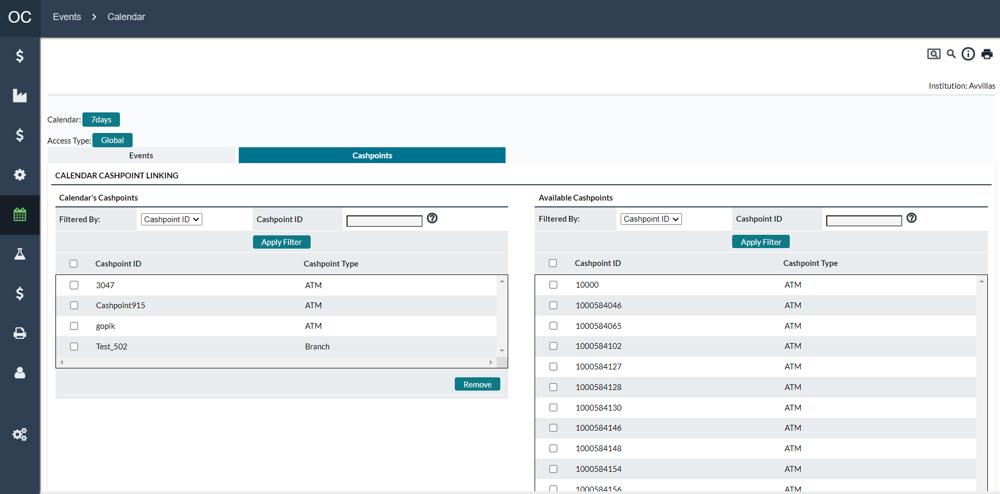 OC
Events
Calendar
Institution: Avvillas
Calendar: 7days
Access Type: Global
Events
Cashpoints
CALENDAR CASHPOINT LINKING
Calendar's Cashpoints
Filtered By: Cashpoint ID Cashpoint ID
Apply Filter
Cashpoint ID Cashpoint Type
3047 ATM
Cashpoint915 ATM
gopik ATM
Test_502 Branch
Remove
Available Cashpoints
Filtered By: Cashpoint ID Cashpoint ID
Apply Filter
Cashpoint ID Cashpoint Type
10000 ATM
1000584046 ATM
1000584065 ATM
1000584102 ATM
1000584127 ATM
1000584128 ATM
1000584130 ATM
1000584146 ATM
1000584148 ATM
1000584154 ATM
1000584156 ATM